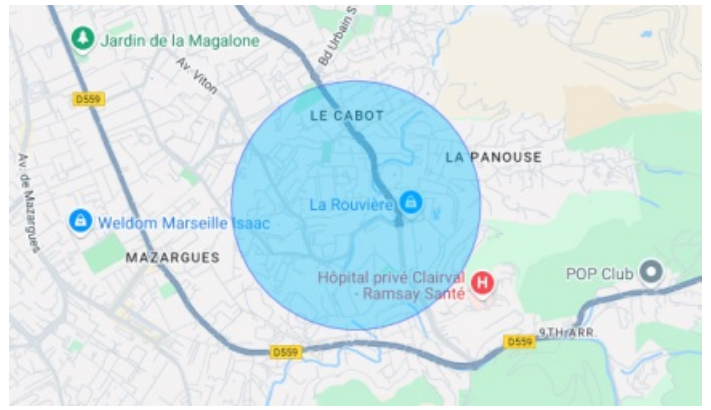 Jardin de la Magalone
Bd Urbain S
Av. Viton
D559
LE CABOT
LA PANOUSE
Av. de Mazargues
La Rouvière
Weldom Marseille Isaac
MAZARGUES
Hôpital privé Clairval
- Ramsay Santé
POP Club
9TH ARR.
D559
D559